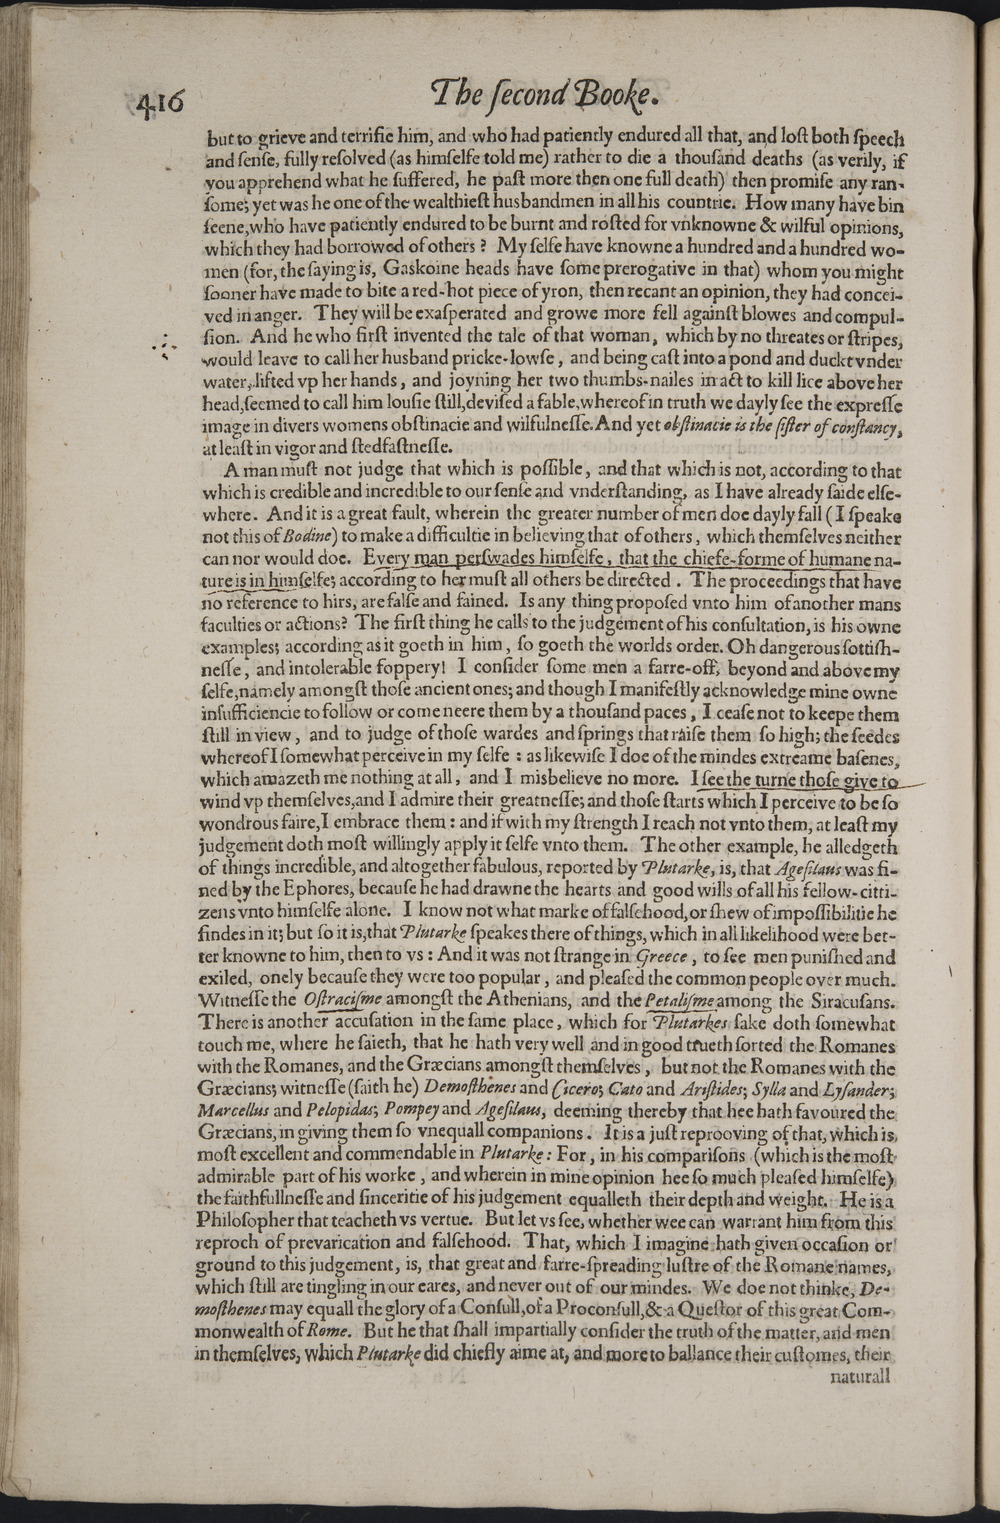 416
The ſecond Booke.
but to grieve and terrifie him, and who had patiently endured all that, and loſt both ſpeech
and ſenſe, fully reſolved (as himſelfe told me) rather to die a thouſand deaths (as verily, if
you apprehend what he ſuffered, he paſt more then one full death) then promiſe any ran-
ſome; yet was he one of the wealthieſt husbandmen in all his countrie. How many have bin
ſeene, who have patiently endured to be burnt and roſted for vnknowne & wilful opinions,
which they had borrowed of others? My ſelfe have knowne a hundred and a hundred wo-
men (for, the ſaying is, Gaskoine heads have ſome prerogative in that) whom you might
ſooner have made to bite a red-hot piece of yron, then recant an opinion, they had concei-
ved in anger. They will be exaſperated and growe more fell againſt blowes and compul-
ſion. And he who firſt invented the tale of that woman, which by no threates or ſtripes,
would leave to call her husband pricke-lowſe, and being caſt into a pond and duckt vnder
water, lifted vp her hands, and joyning her two thumbs-nailes in act to kill lice above her
head, ſeemed to call him louſie ſtill, deviſed a fable, whereof in truth we dayly ſee the expreſſe
image in divers womens obſtinacie and wilfulneſſe. And yet obſtinacie is the ſiſter of conſtancy,
at leaſt in vigor and ſtedfaſtneſſe.
A man muſt not judge that which is poſſible, and that which is not, according to that
which is credible and incredible to our ſenſe and vnderſtanding, as I have already ſaide elſe-
where. And it is a great fault, wherein the greater number of men doe dayly fall (I ſpeake
not this of Bodine) to make a difficultie in believing that of others, which themſelves neither
can nor would doe. Every man perſwades himſelfe, that the chiefe-forme of humane na-
ture is in himſelfe; according to her muſt all others be directed. The proceedings that have
no reference to hirs, are falſe and fained. Is any thing propoſed vnto him of another mans
faculties or actions? The firſt thing he calls to the judgement of his conſultation, is his owne
examples; according as it goeth in him, ſo goeth the worlds order. Oh dangerous ſottiſh-
neſſe, and intolerable foppery! I conſider ſome men a farre-off, beyond and above my
ſelfe, namely amongſt thoſe ancient ones; and though I manifeſtly acknowledge mine owne
inſufficiencie to follow or come neere them by a thouſand paces, I ceaſe not to keepe them
ſtill in view, and to judge of thoſe wardes and ſprings that raiſe them ſo high; the ſeedes
whereof I ſomewhat perceive in my ſelfe : as likewiſe I doe of the mindes extreame baſenes,
which amazeth me nothing at all, and I misbelieve no more. I ſee the turne thoſe give to
wind vp themſelves, and I admire their greatneſſe; and thoſe ſtarts which I perceive to be ſo
wondrous faire, I embrace them : and if with my ſtrength I reach not vnto them, at leaſt my
judgement doth moſt willingly apply it ſelfe vnto them. The other example, he alledgeth
of things incredible, and altogether fabulous, reported by Plutarke, is, that Ageſilaus was fi-
ned by the Ephores, becauſe he had drawne the hearts and good wills of all his fellow-citti-
zens vnto himſelfe alone. I know not what marke of falſehood, or ſhew of impoſſibilitie he
findes in it; but ſo it is, that Plutarke ſpeakes there of things, which in all likelihood were bet-
ter knowne to him, then to vs : And it was not ſtrange in Greece, to ſee men puniſhed and
exiled, onely becauſe they were too popular, and pleaſed the common people over much.
Witneſſe the Oſtraciſme amongſt the Athenians, and the Petaliſme among the Siracuſans.
There is another accuſation in the ſame place, which for Plutarkes ſake doth ſomewhat
touch me, where he ſaieth, that he hath very well and in good trueth ſorted the Romanes
with the Romanes, and the Græcians amongſt themſelves, but not the Romanes with the
Græcians; witneſſe (ſaith he) Demoſthenes and Cicero; Cato and Ariſtides; Sylla and Lyſander;
Marcellus and Pelopidas; Pompey and Ageſilaus, deeming thereby that hee hath favoured the
Græcians, in giving them ſo vnequall companions. It is a juſt reprooving of that, which is
moſt excellent and commendable in Plutarke : For, in his compariſons (which is the moſt
admirable part of his worke, and wherein in mine opinion hee ſo much pleaſed himſelfe)
the faithfullneſſe and ſinceritie of his judgement equalleth their depth and weight. He is a
Philoſopher that teacheth vs vertue. But let vs ſee, whether wee can warrant him from this
reproch of prevarication and falſehood. That, which I imagine hath given occaſion or
ground to this judgement, is, that great and farre-ſpreading luſtre of the Romane names,
which ſtill are tingling in our eares, and never out of our mindes. We doe not thinke, De-
moſthenes may equall the glory of a Conſull, of a Proconſull, & a Queſtor of this great Com-
monwealth of Rome. But he that ſhall impartially conſider the truth of the matter, and men
in themſelves, which Plutarke did chiefly aime at, and more to ballance their cuſtomes, their
naturall